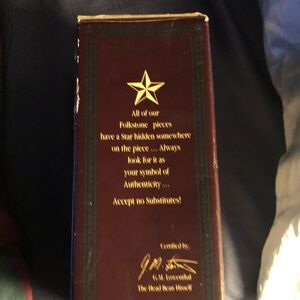 All of our
Folkstone pieces
have a Star hidden somewhere
on the piece ... Always
look for it as
your symbol of
Authenticity ...
Accept no Substitutes!
Certified by,
G.M. Lowenthal
The Head Bean Hisself